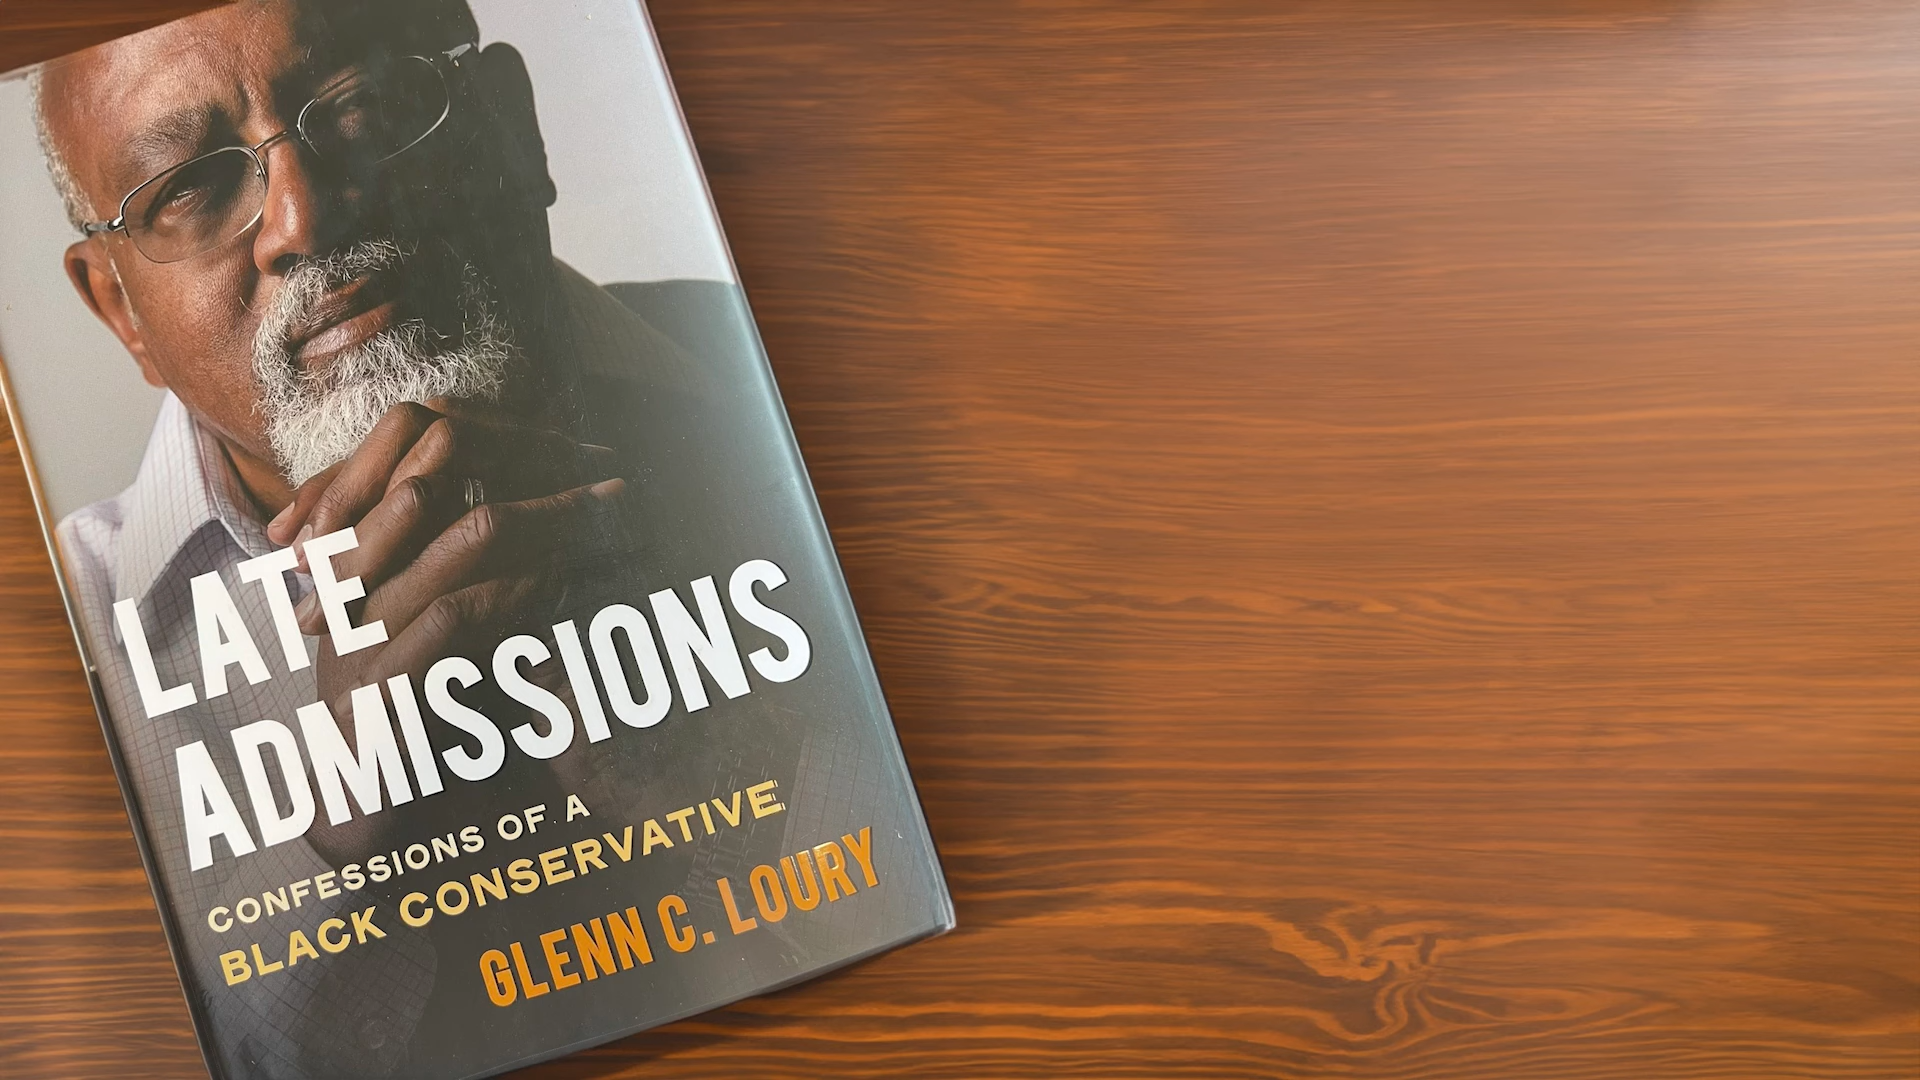 LATE
ADMISSIONS
CONFESSIONS OF A
BLACK CONSERVATIVE
GLENN C. LOURY